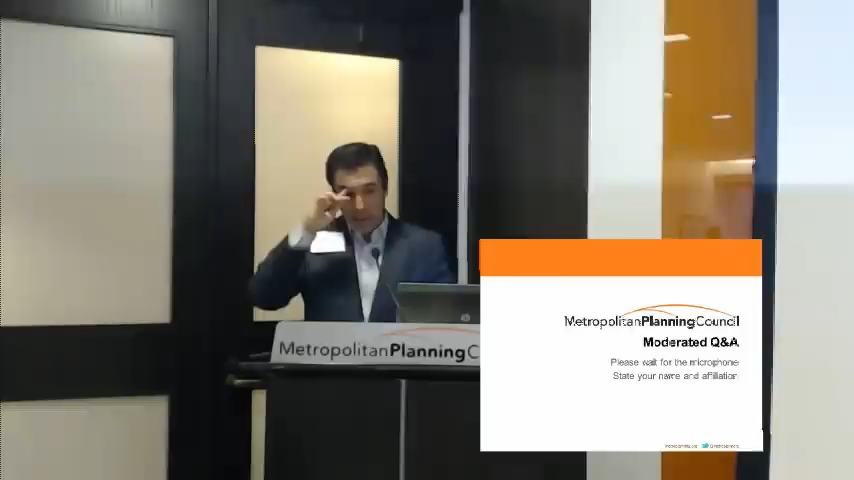 MetropolitanPlanningC
MetropolitanPlanningCouncil
Moderated Q&A
Please wait for the microphone
State your name and affiliation